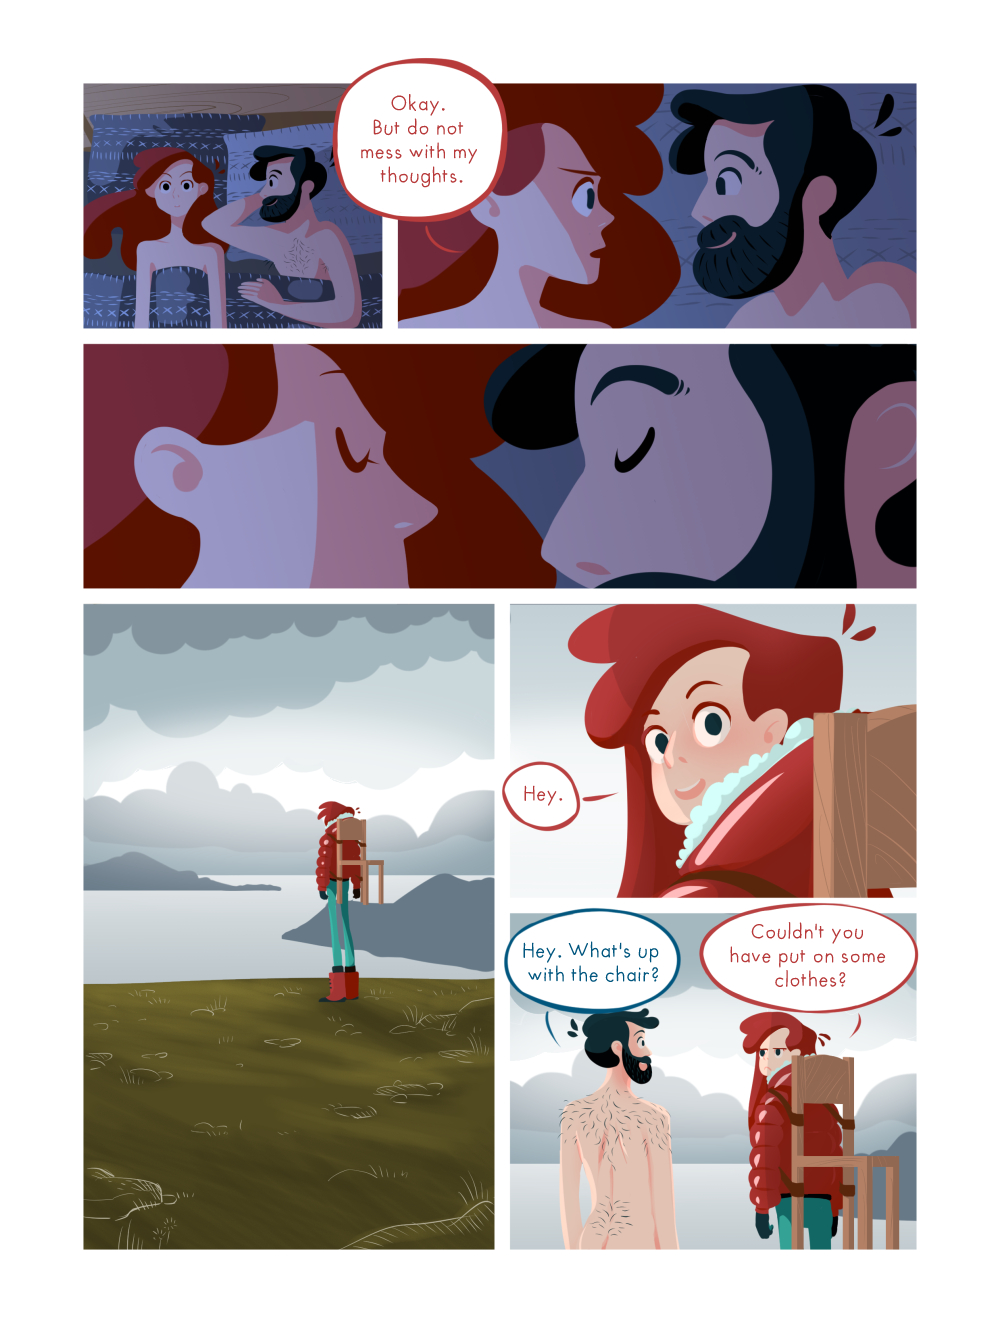 Okay.
But do not
mess with my
thoughts.
Hey.
Hey. What's up
with the chair?
Couldn't you
have put on some
clothes?